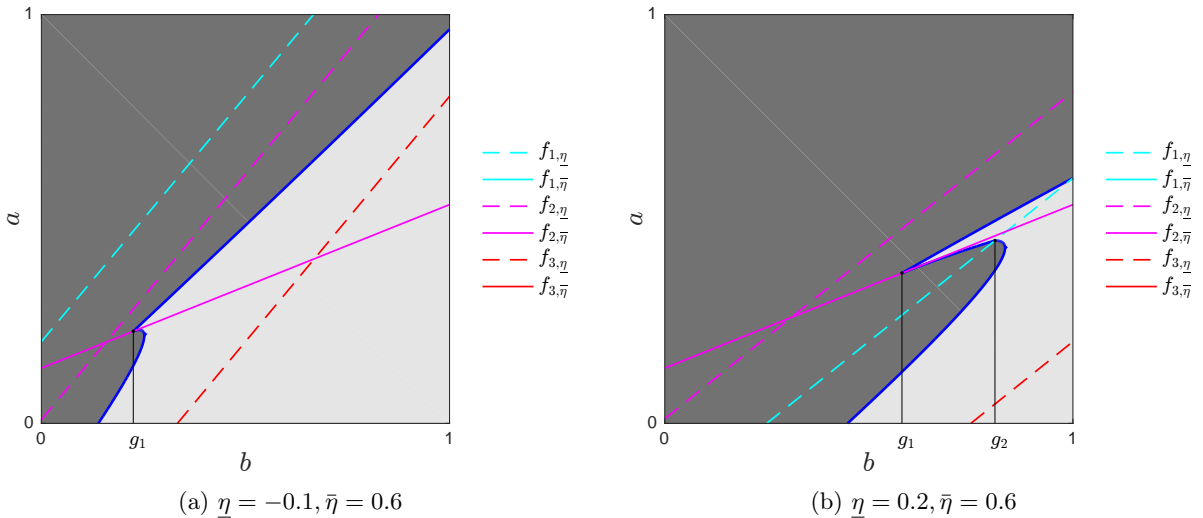 1
a
0
0
g₁
1
b
f₁,η̲
f₁,η̄
f₂,η̲
f₂,η̄
f₃,η̲
f₃,η̄
(a) η̲ = −0.1, η̄ = 0.6
1
a
0
0
g₁
g₂
1
b
f₁,η̲
f₁,η̄
f₂,η̲
f₂,η̄
f₃,η̲
f₃,η̄
(b) η̲ = 0.2, η̄ = 0.6